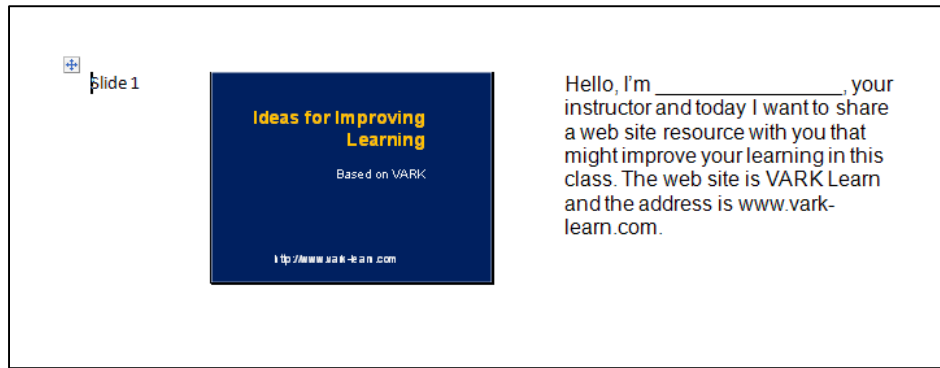 Slide 1
Ideas for Improving
Learning
Based on VARK
http://www.vark-learn.com
Hello, I'm _________________, your
instructor and today I want to share
a web site resource with you that
might improve your learning in this
class. The web site is VARK Learn
and the address is www.vark-
learn.com.